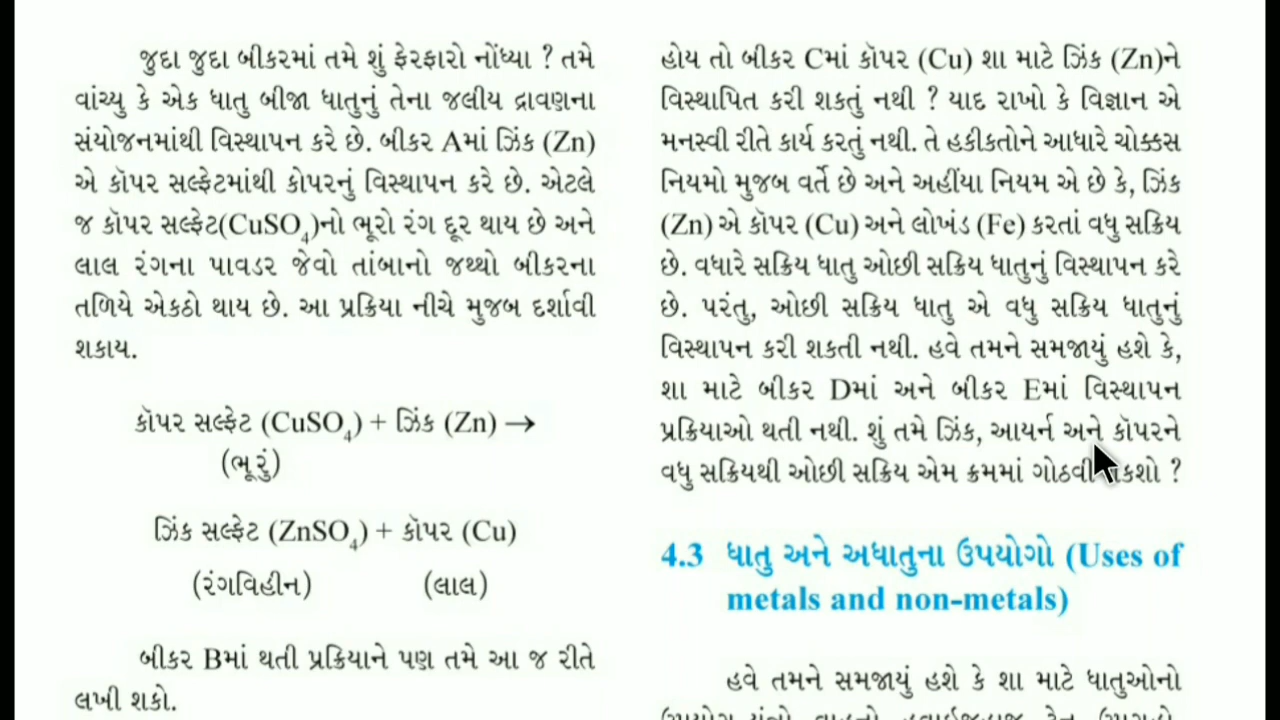 જુદા જુદા બીકરમાં તમે શું ફેરફારો નોંધ્યા ? તમે
વાંચ્યુ કે એક ધાતુ બીજા ધાતુનું તેના જલીય દ્રાવણના
સંયોજનમાંથી વિસ્થાપન કરે છે. બીકર Aમાં ઝિંક (Zn)
એ કૉપર સલ્ફેટમાંથી કોપરનું વિસ્થાપન કરે છે. એટલે
જ કૉપર સલ્ફેટ(CuSO₄)નો ભૂરો રંગ દૂર થાય છે અને
લાલ રંગના પાવડર જેવો તાંબાનો જથ્થો બીકરના
તળિયે એકઠો થાય છે. આ પ્રક્રિયા નીચે મુજબ દર્શાવી
શકાય.
કૉપર સલ્ફેટ (CuSO₄) + ઝિંક (Zn) →
(ભૂરું)
ઝિંક સલ્ફેટ (ZnSO₄) + કૉપર (Cu)
(રંગવિહીન) (લાલ)
બીકર Bમાં થતી પ્રક્રિયાને પણ તમે આ જ રીતે
લખી શકો.
હોય તો બીકર Cમાં કૉપર (Cu) શા માટે ઝિંક (Zn)ને
વિસ્થાપિત કરી શકતું નથી ? યાદ રાખો કે વિજ્ઞાન એ
મનસ્વી રીતે કાર્ય કરતું નથી. તે હકીકતોને આધારે ચોક્કસ
નિયમો મુજબ વર્તે છે અને અહીંયા નિયમ એ છે કે, ઝિંક
(Zn) એ કૉપર (Cu) અને લોખંડ (Fe) કરતાં વધુ સક્રિય
છે. વધારે સક્રિય ધાતુ ઓછી સક્રિય ધાતુનું વિસ્થાપન કરે
છે. પરંતુ, ઓછી સક્રિય ધાતુ એ વધુ સક્રિય ધાતુનું
વિસ્થાપન કરી શકતી નથી. હવે તમને સમજાયું હશે કે,
શા માટે બીકર Dમાં અને બીકર Eમાં વિસ્થાપન
પ્રક્રિયાઓ થતી નથી. શું તમે ઝિંક, આયર્ન અને કૉપરને
વધુ સક્રિયથી ઓછી સક્રિય એમ ક્રમમાં ગોઠવી શકશો ?
4.3 ધાતુ અને અધાતુના ઉપયોગો (Uses of
metals and non-metals)
હવે તમને સમજાયું હશે કે શા માટે ધાતુઓનો